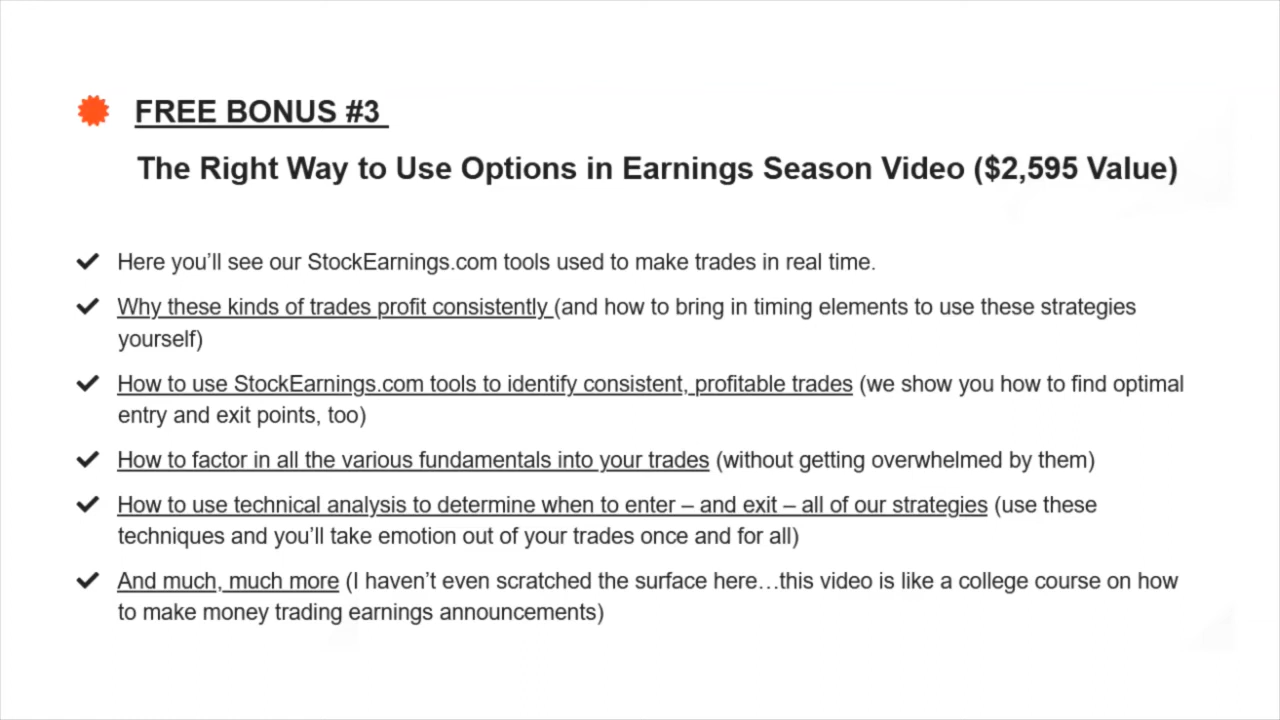 FREE BONUS #3
The Right Way to Use Options in Earnings Season Video ($2,595 Value)
Here you’ll see our StockEarnings.com tools used to make trades in real time.
Why these kinds of trades profit consistently (and how to bring in timing elements to use these strategies
yourself)
How to use StockEarnings.com tools to identify consistent, profitable trades (we show you how to find optimal
entry and exit points, too)
How to factor in all the various fundamentals into your trades (without getting overwhelmed by them)
How to use technical analysis to determine when to enter – and exit – all of our strategies (use these
techniques and you’ll take emotion out of your trades once and for all)
And much, much more (I haven’t even scratched the surface here…this video is like a college course on how
to make money trading earnings announcements)